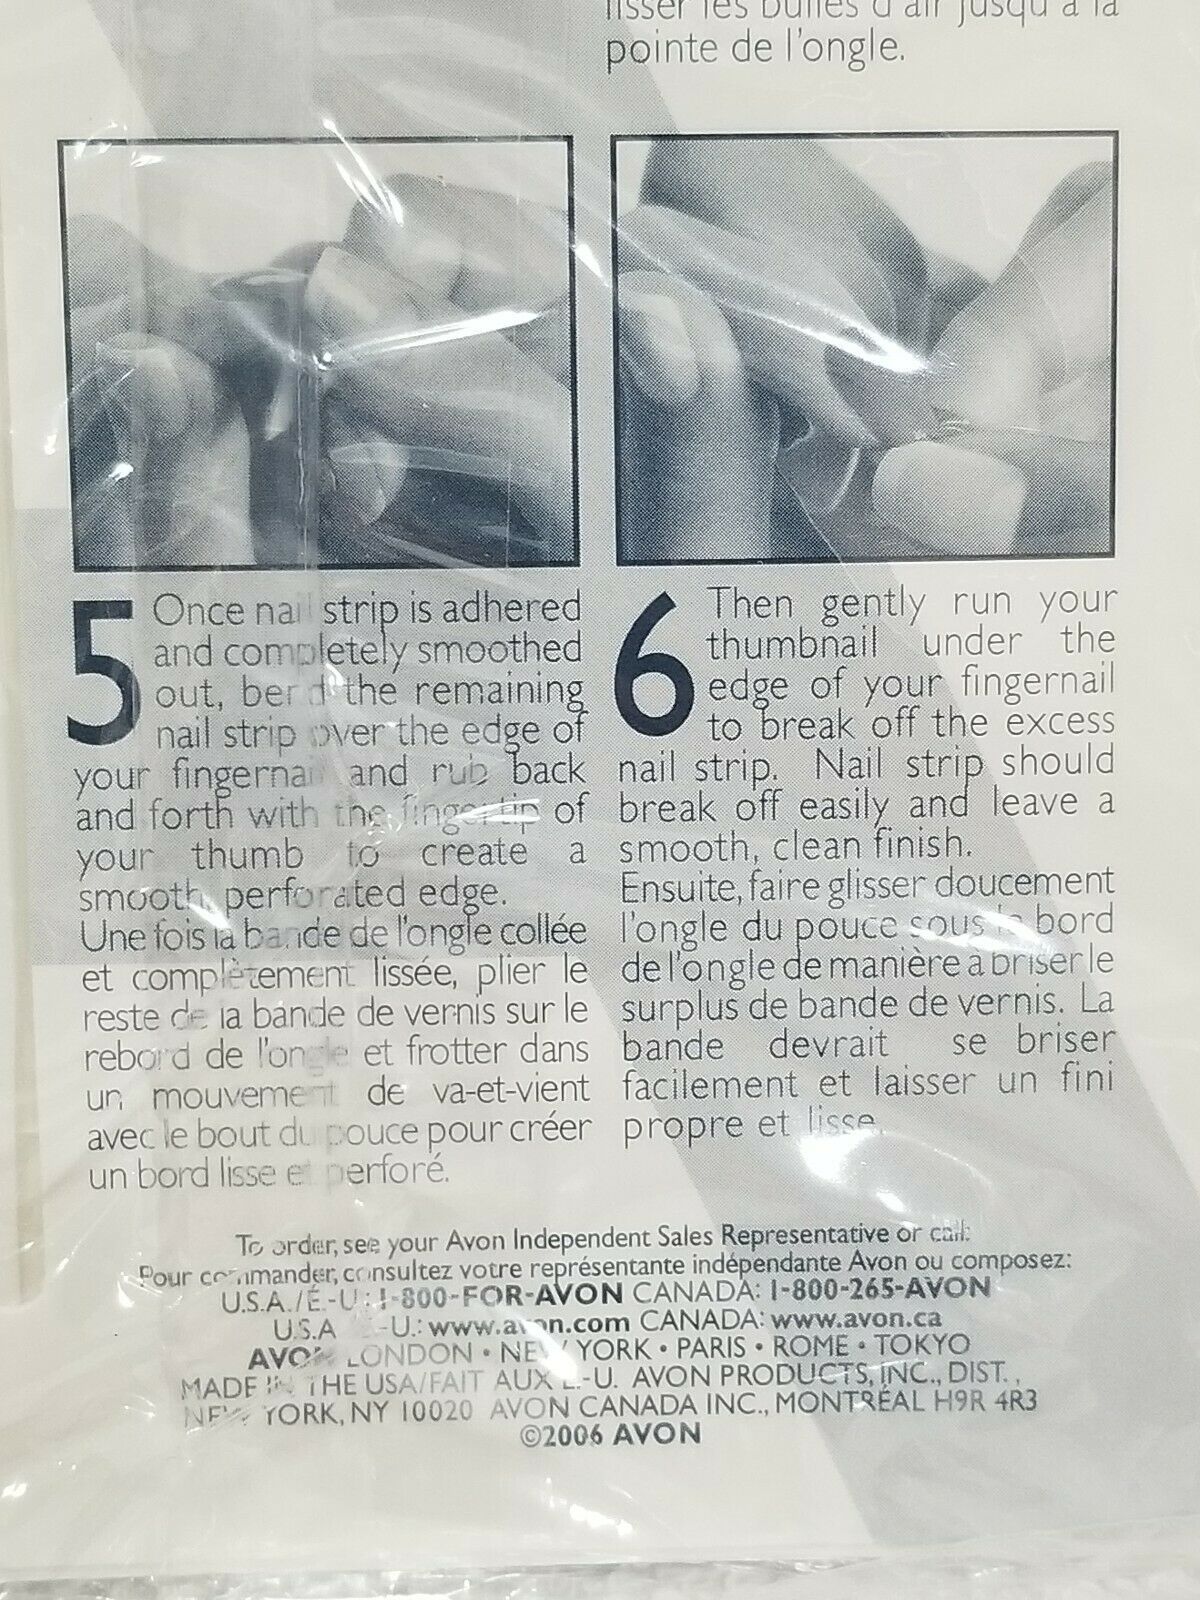 lisser les bulles d'air jusqu'à la
pointe de l'ongle.
5 Once nail strip is adhered
and completely smoothed
out, bend the remaining
nail strip over the edge of
your fingernail and rub back
and forth with the fingertip of
your thumb to create a
smooth, perforated edge.
Une fois la bande de l'ongle collée
et complètement lissée, plier le
reste de la bande de vernis sur le
rebord de l'ongle et frotter dans
un mouvement de va-et-vient
avec le bout du pouce pour créer
un bord lisse et perforé.
6 Then gently run your
thumbnail under the
edge of your fingernail
to break off the excess
nail strip. Nail strip should
break off easily and leave a
smooth, clean finish.
Ensuite, faire glisser doucement
l'ongle du pouce sous le bord
de l'ongle de manière à briser le
surplus de bande de vernis. La
bande devrait se briser
facilement et laisser un fini
propre et lisse.
To order, see your Avon Independent Sales Representative or call:
Pour commander, consultez votre représentante indépendante Avon ou composez:
U.S.A./É.-U.: 1-800-FOR-AVON CANADA: 1-800-265-AVON
U.S.A É.-U.: www.avon.com CANADA: www.avon.ca
AVON LONDON • NEW YORK • PARIS • ROME • TOKYO
MADE IN THE USA/FAIT AUX É.-U. AVON PRODUCTS, INC., DIST.,
NEW YORK, NY 10020 AVON CANADA INC., MONTRÉAL H9R 4R3
©2006 AVON